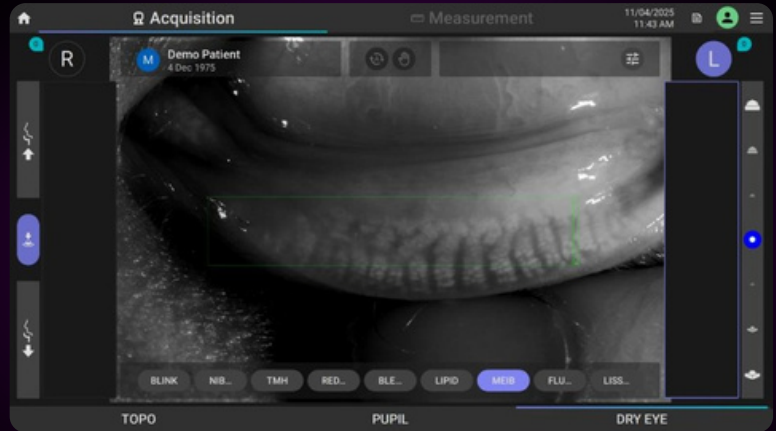 Acquisition
Measurement
11/04/2025
11:43 AM
R
M
Demo Patient
4 Dec 1975
L
BLINK
NIB...
TMH
RED...
BLE...
LIPID
MEIB
FLU...
LISS...
TOPO
PUPIL
DRY EYE